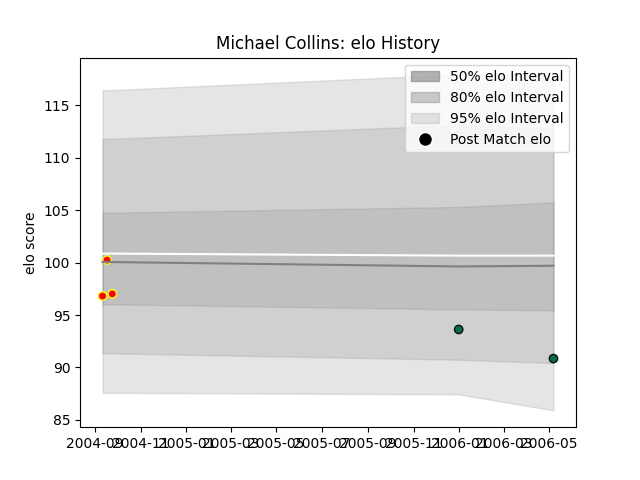 Michael Collins: elo History
50% elo Interval
80% elo Interval
95% elo Interval
Post Match elo
elo score
115
110
105
100
95
90
85
2004-09 2004-11 2005-01 2005-03 2005-05 2005-07 2005-09 2005-11 2006-01 2006-03 2006-05